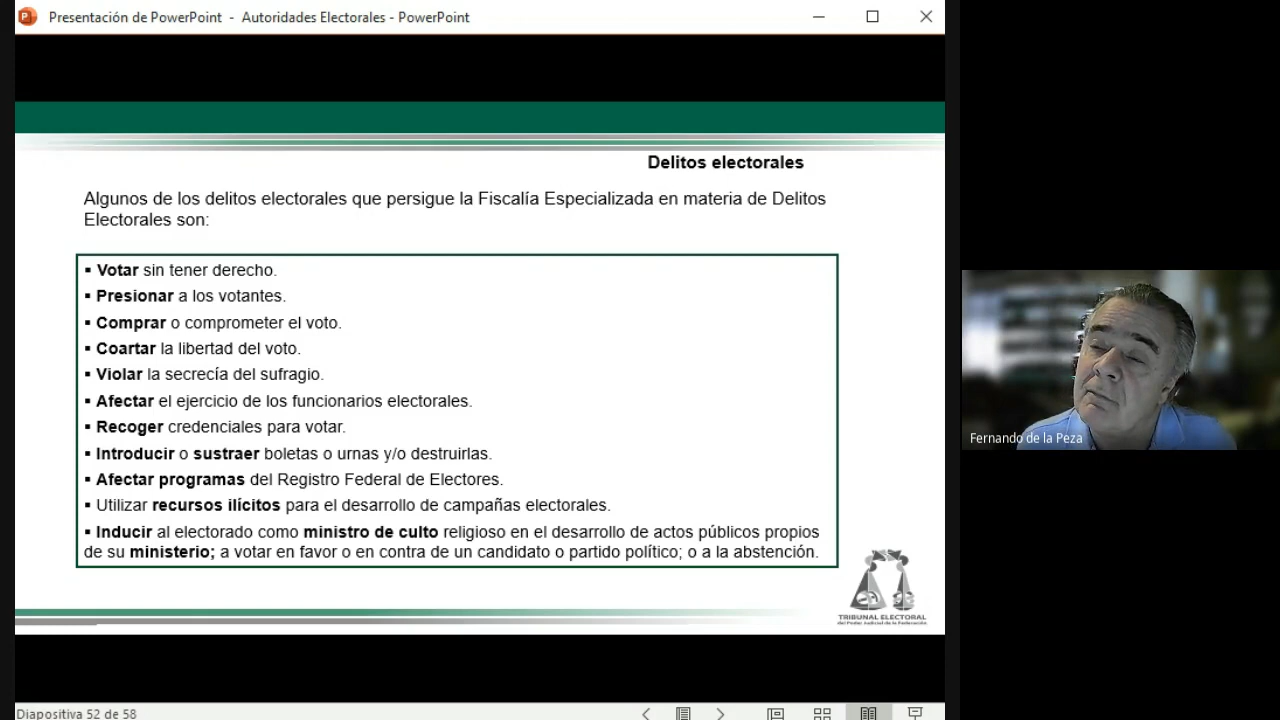 Presentación de PowerPoint - Autoridades Electorales - PowerPoint
Delitos electorales
Algunos de los delitos electorales que persigue la Fiscalía Especializada en materia de Delitos
Electorales son:
▪ Votar sin tener derecho.
▪ Presionar a los votantes.
▪ Comprar o comprometer el voto.
▪ Coartar la libertad del voto.
▪ Violar la secrecía del sufragio.
▪ Afectar el ejercicio de los funcionarios electorales.
▪ Recoger credenciales para votar.
▪ Introducir o sustraer boletas o urnas y/o destruirlas.
▪ Afectar programas del Registro Federal de Electores.
▪ Utilizar recursos ilícitos para el desarrollo de campañas electorales.
▪ Inducir al electorado como ministro de culto religioso en el desarrollo de actos públicos propios
de su ministerio; a votar en favor o en contra de un candidato o partido político; o a la abstención.
TRIBUNAL ELECTORAL
del Poder Judicial de la Federación
Fernando de la Peza
Diapositiva 52 de 58